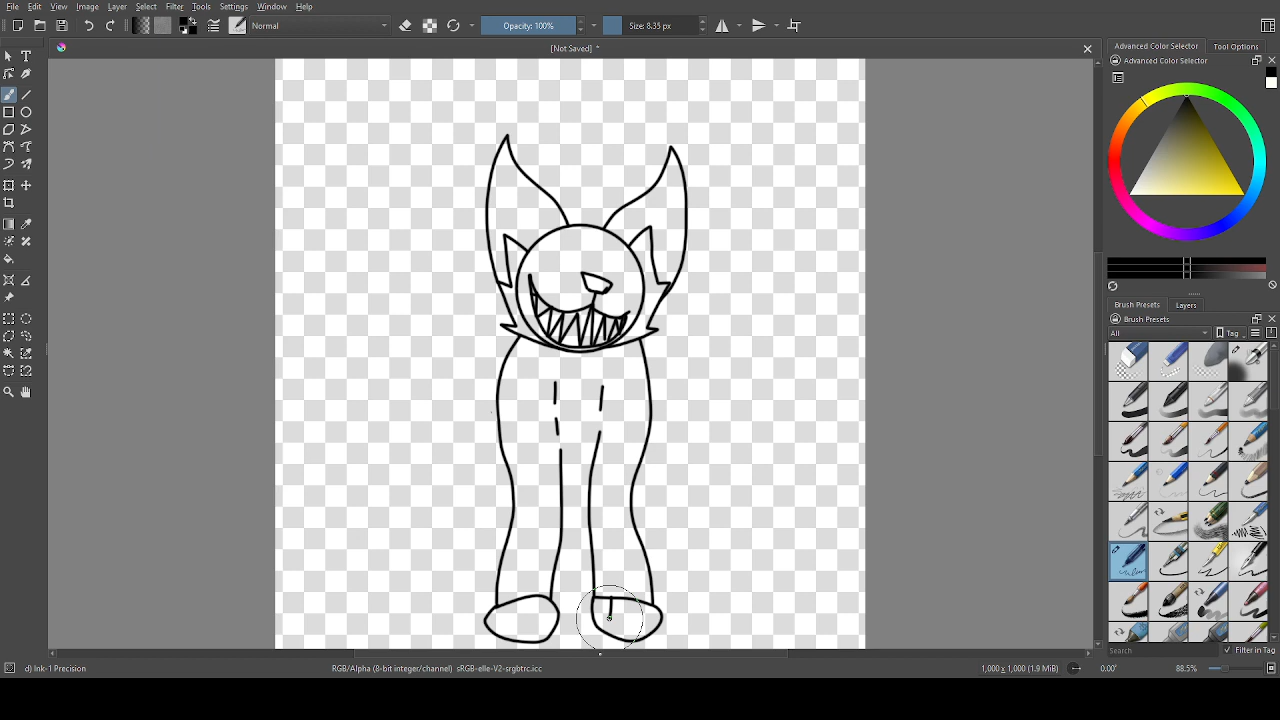 File Edit View Image Layer Select Filter Tools Settings Window Help
Normal Opacity: 100% Size: 8.35 px
[Not Saved] *
Advanced Color Selector Tool Options
Advanced Color Selector
Brush Presets Layers
Brush Presets
All Tag
Search Filter in Tag
d) Ink-1 Precision RGB/Alpha (8-bit integer/channel) sRGB-elle-V2-srgbtrc.icc 1,000 x 1,000 (1.9 MiB) 0.00° 88.5%